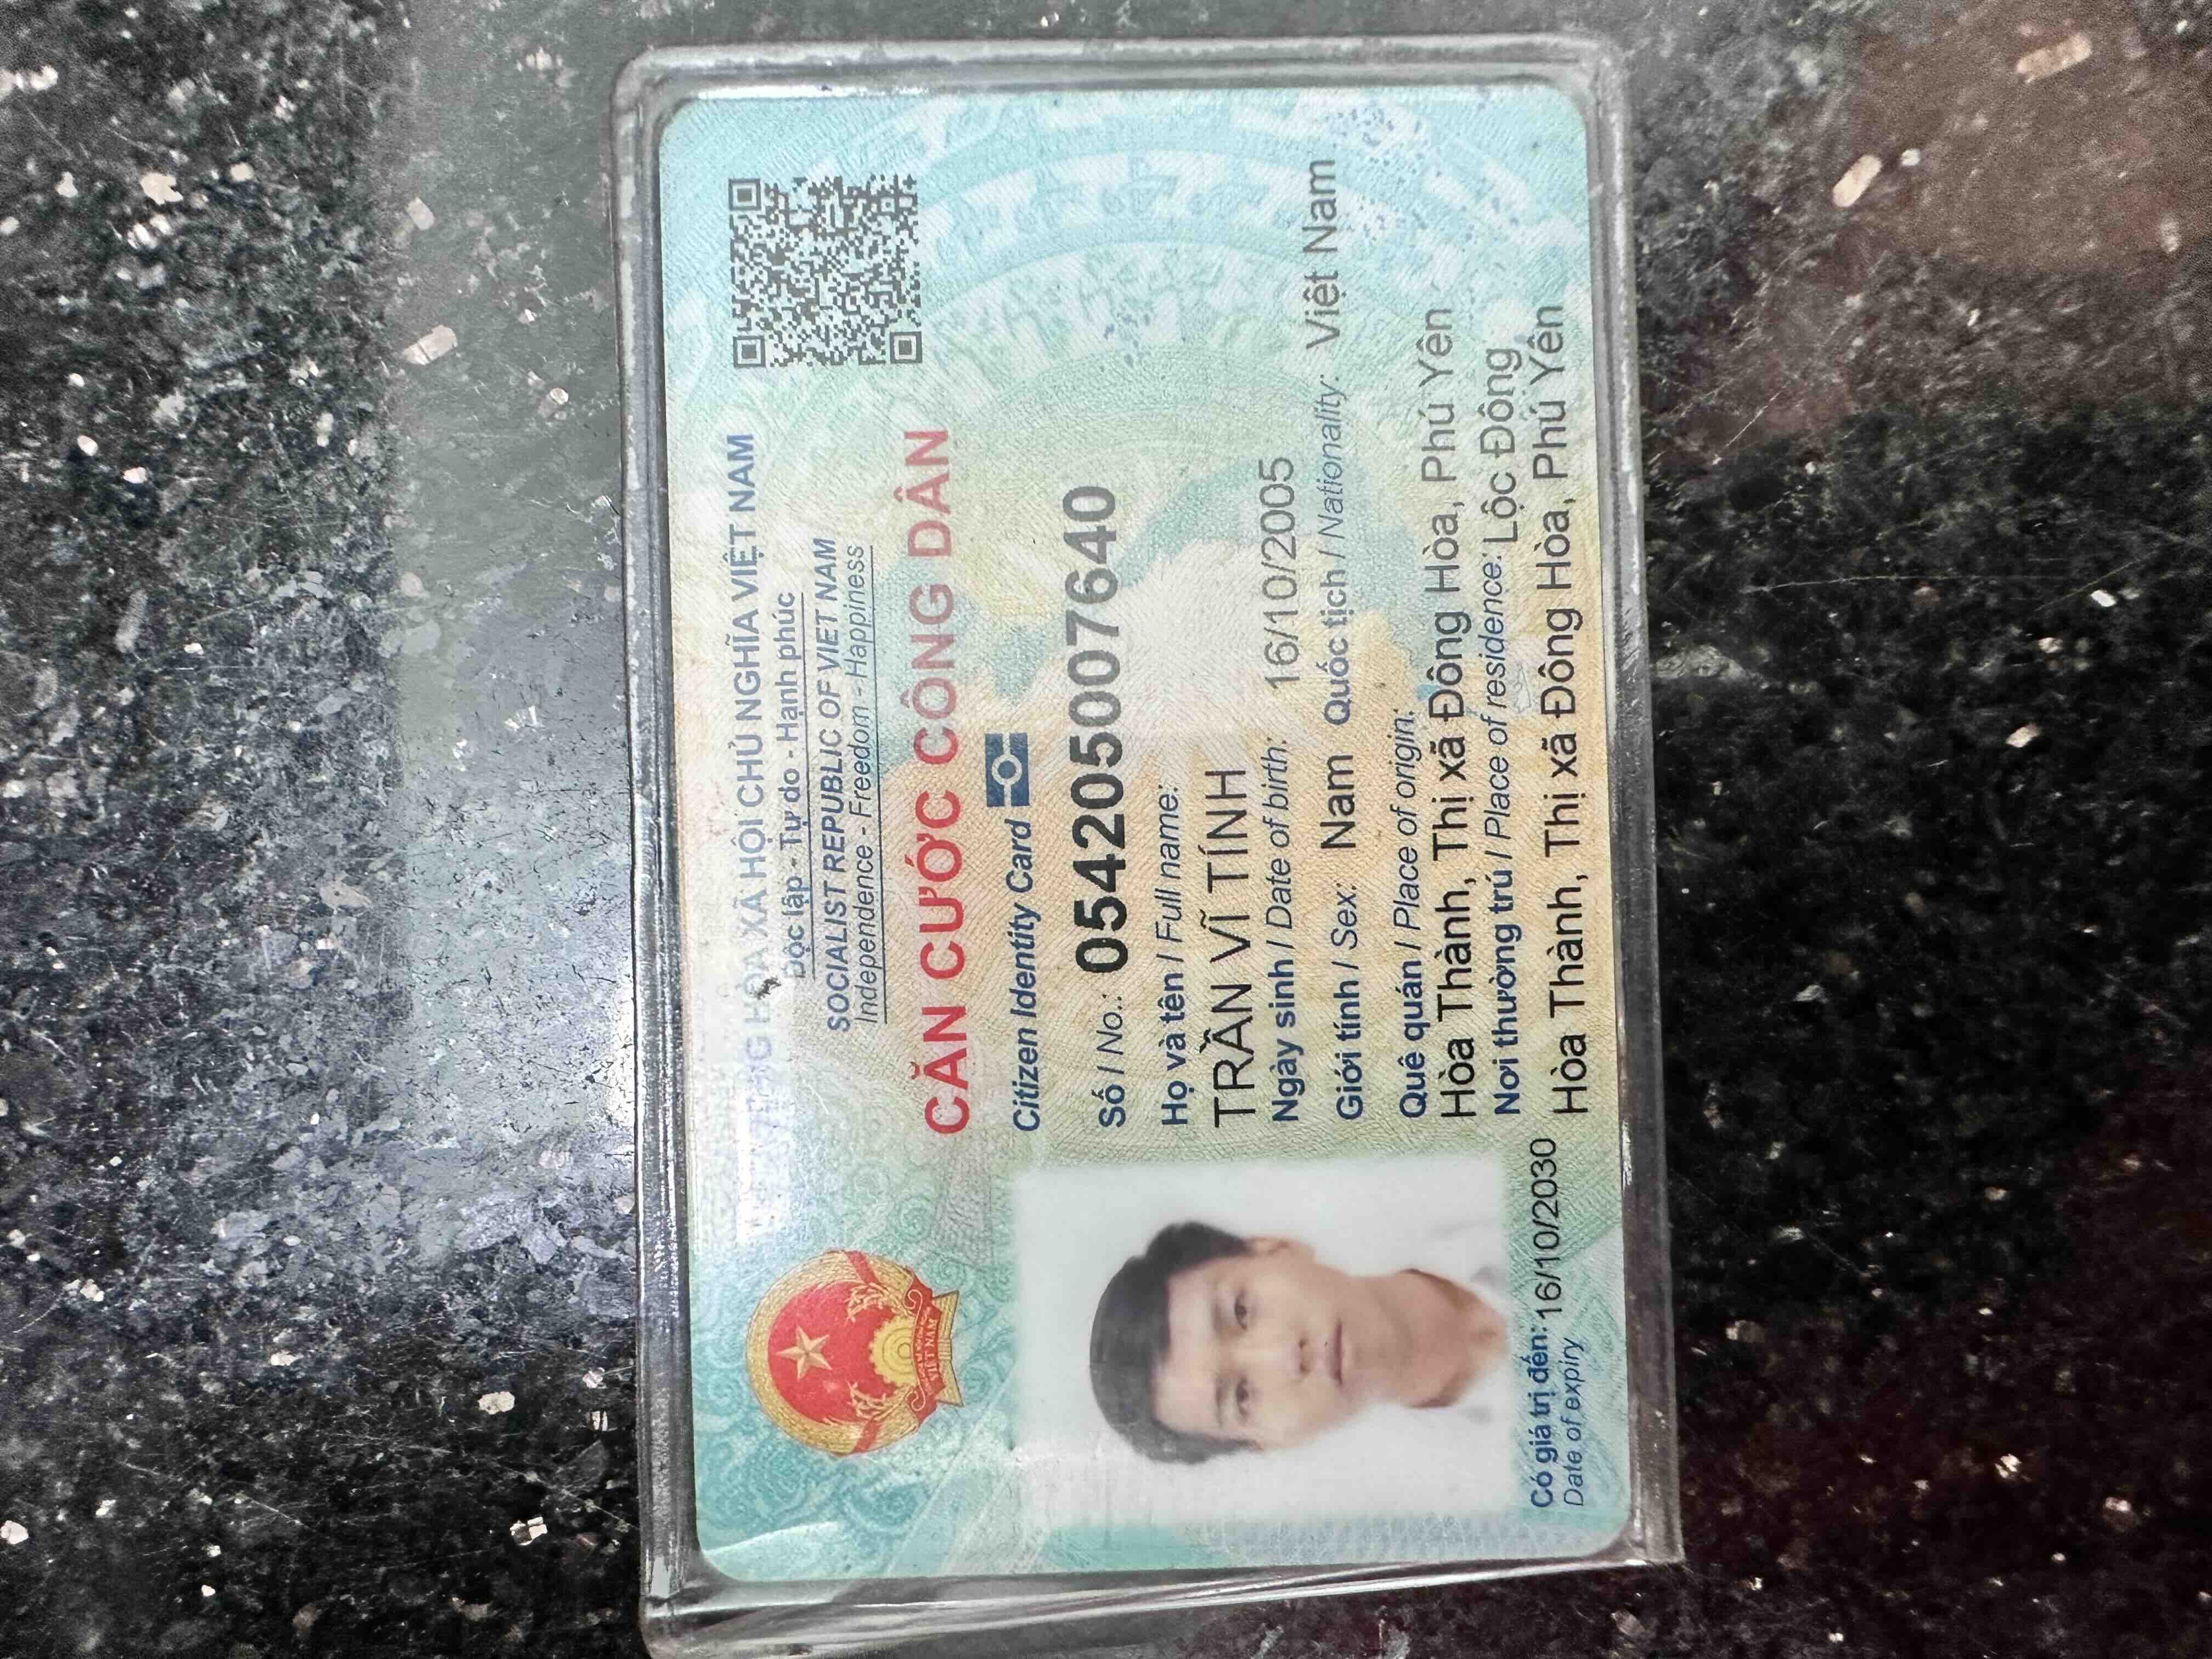 CỘNG HÒA XÃ HỘI CHỦ NGHĨA VIỆT NAM
Độc lập - Tự do - Hạnh phúc
SOCIALIST REPUBLIC OF VIET NAM
Independence - Freedom - Happiness
CĂN CƯỚC CÔNG DÂN
Citizen Identity Card
Số / No.: 054205007640
Họ và tên / Full name:
TRẦN VĨ TÍNH
Ngày sinh / Date of birth: 16/10/2005
Giới tính / Sex: Nam Quốc tịch / Nationality: Việt Nam
Quê quán / Place of origin:
Hòa Thành, Thị xã Đông Hòa, Phú Yên
Nơi thường trú / Place of residence: Lộc Đông
Hòa Thành, Thị xã Đông Hòa, Phú Yên
Có giá trị đến: 16/10/2030
Date of expiry
VIỆT NAM